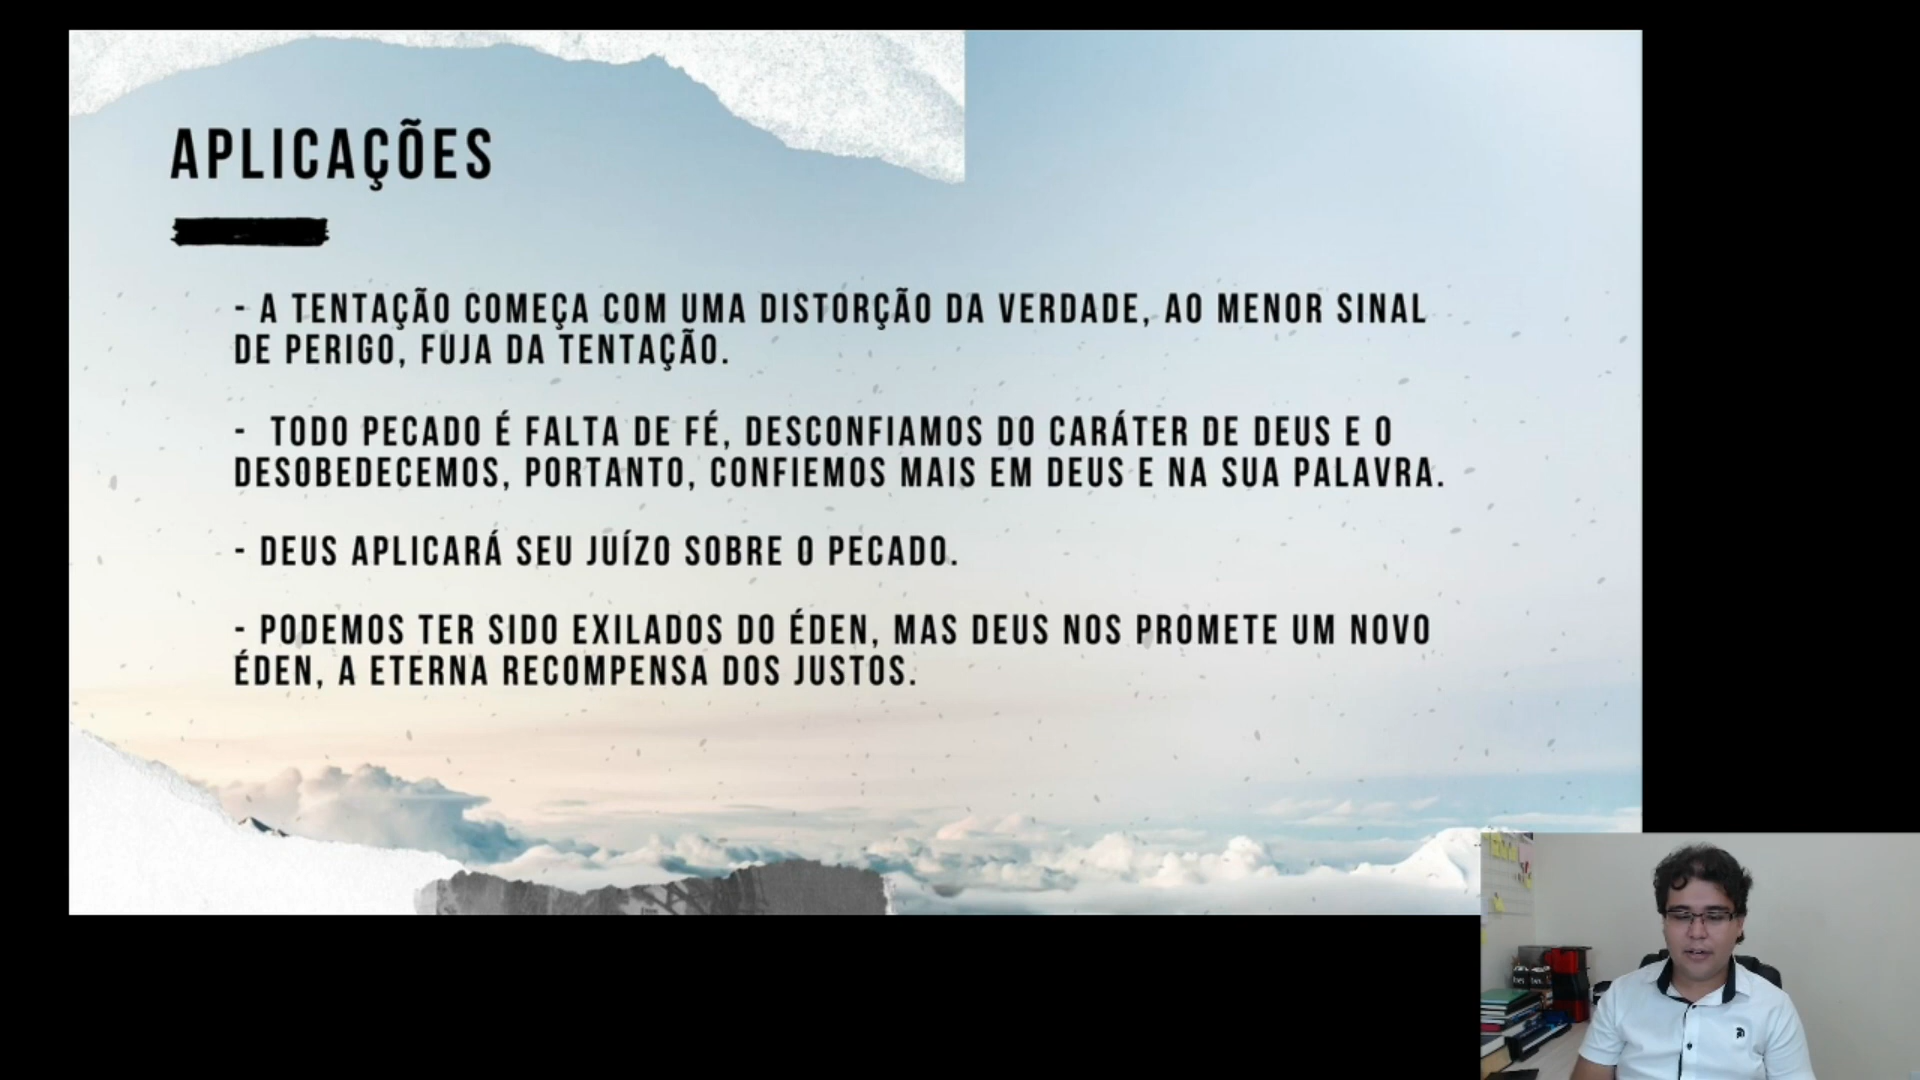 APLICAÇÕES
- A TENTAÇÃO COMEÇA COM UMA DISTORÇÃO DA VERDADE, AO MENOR SINAL
DE PERIGO, FUJA DA TENTAÇÃO.
- TODO PECADO É FALTA DE FÉ, DESCONFIAMOS DO CARÁTER DE DEUS E O
DESOBEDECEMOS, PORTANTO, CONFIEMOS MAIS EM DEUS E NA SUA PALAVRA.
- DEUS APLICARÁ SEU JUÍZO SOBRE O PECADO.
- PODEMOS TER SIDO EXILADOS DO ÉDEN, MAS DEUS NOS PROMETE UM NOVO
ÉDEN, A ETERNA RECOMPENSA DOS JUSTOS.